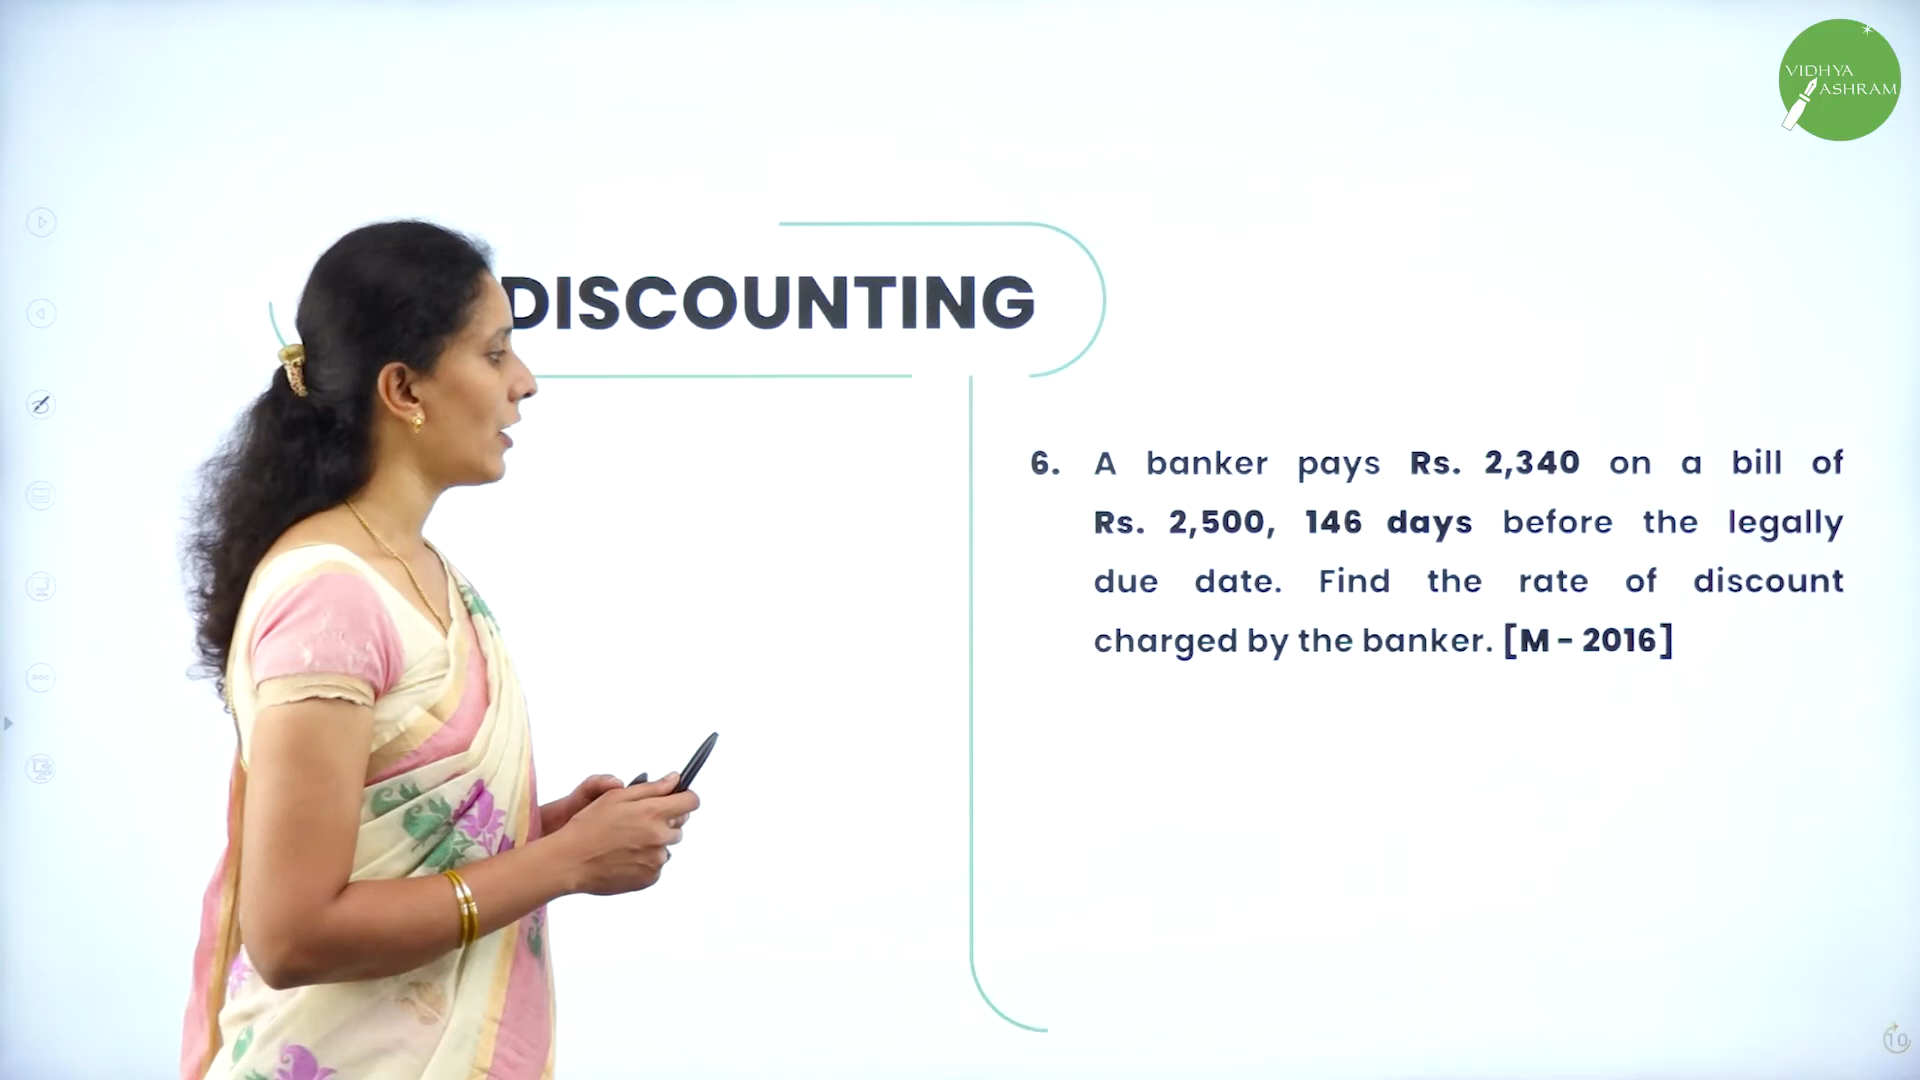 VIDHYA
ASHRAM
DISCOUNTING
6. A banker pays Rs. 2,340 on a bill of
Rs. 2,500, 146 days before the legally
due date. Find the rate of discount
charged by the banker. [M - 2016]
10